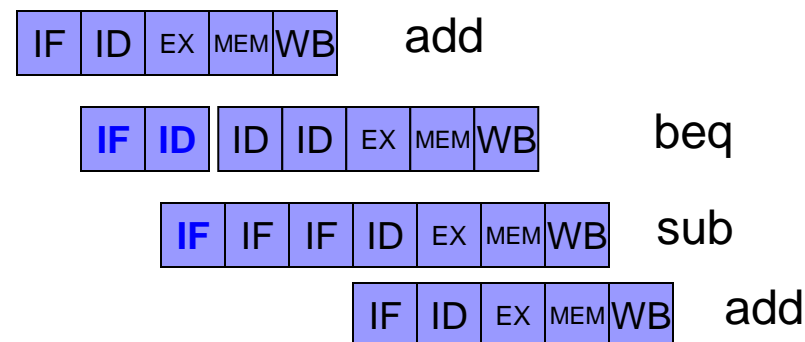 IF ID EX MEM WB add
IF ID ID ID EX MEM WB beq
IF IF IF ID EX MEM WB sub
IF ID EX MEM WB add